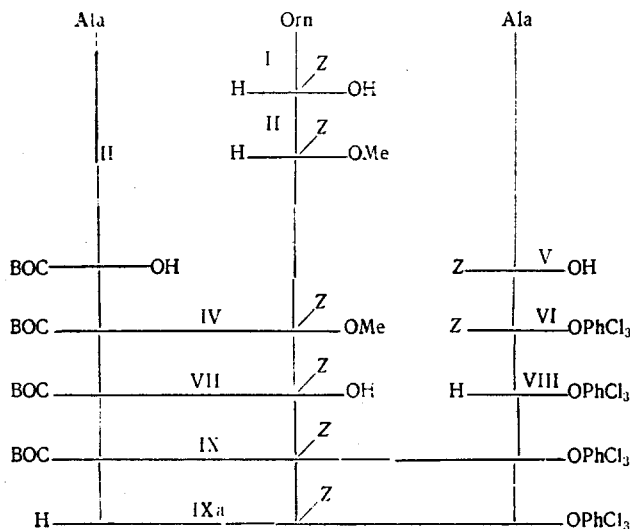 Ala Orn Ala
I Z
H OH
II Z
H OMe
II
BOC OH Z V OH
BOC IV Z OMe Z VI OPhCl₃
BOC VII Z OH H VIII OPhCl₃
BOC IX Z OPhCl₃
H IXa Z OPhCl₃